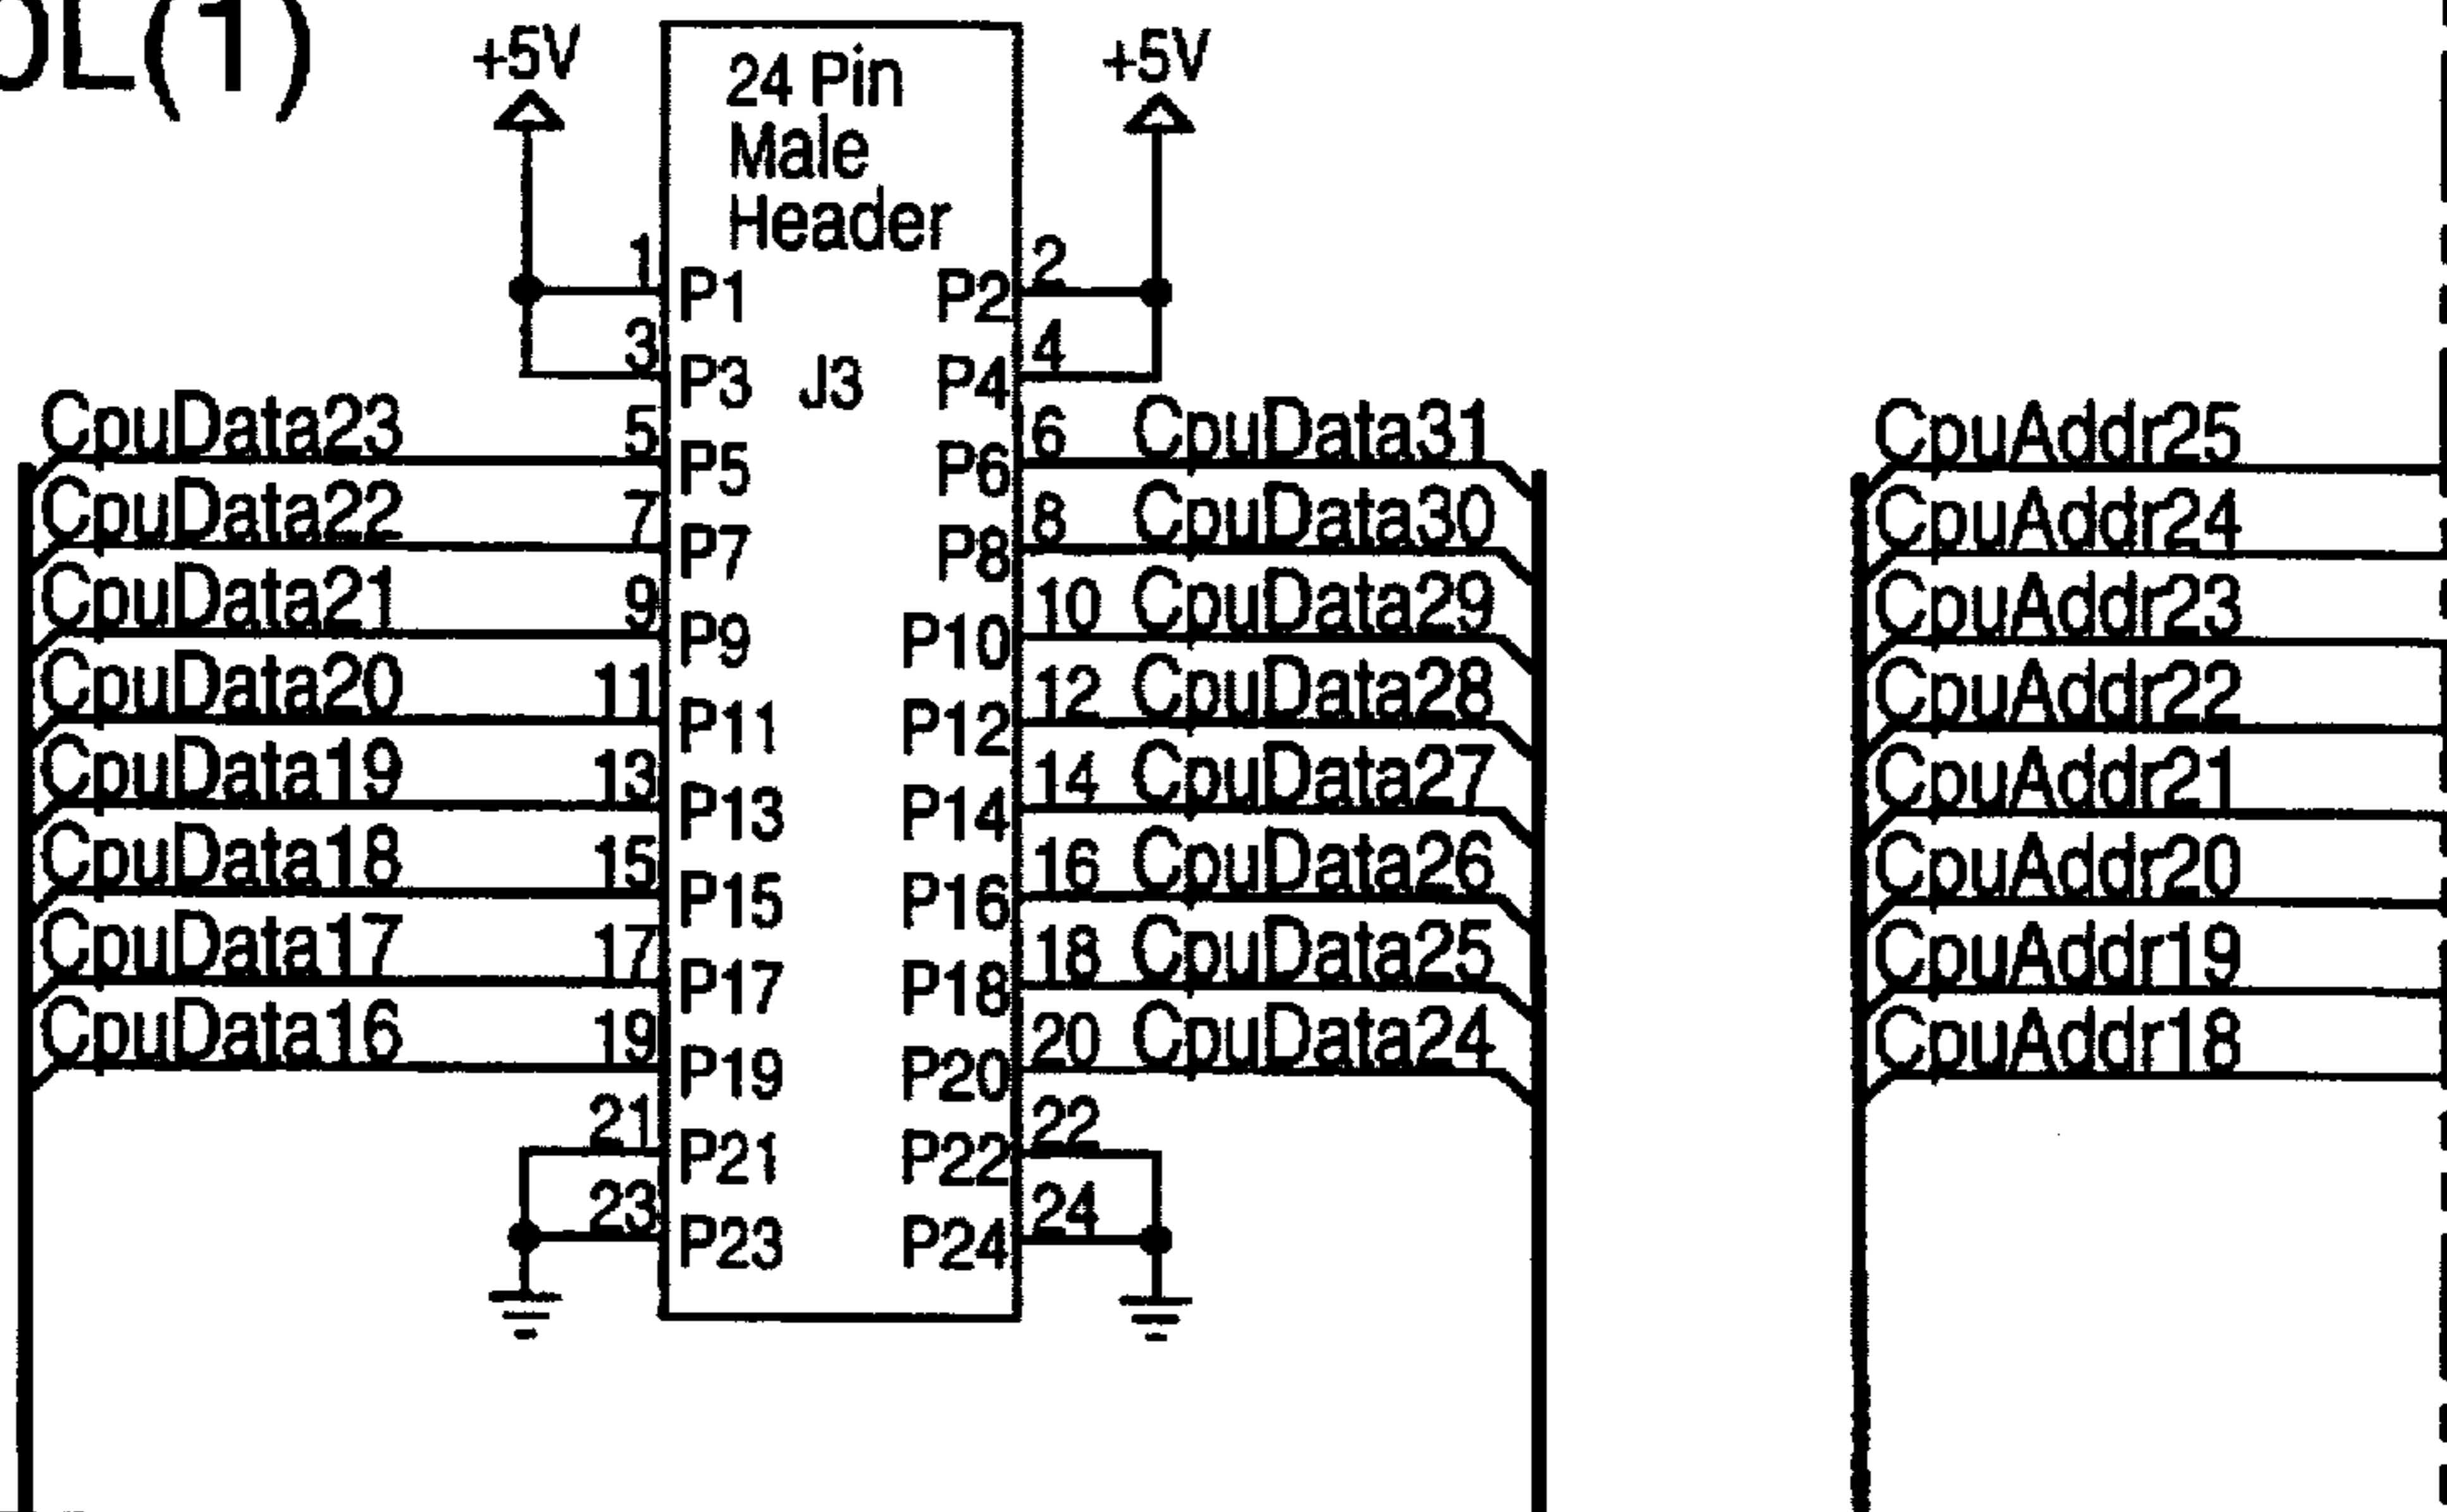 OL(1)
+5V
24 Pin
Male
Header
+5V
1 P1 P2 2
3 P3 J3 P4 4
CpuData23 5 P5 P6 6 CpuData31 CpuAddr25
CpuData22 7 P7 P8 8 CpuData30 CpuAddr24
CpuData21 9 P9 P10 10 CpuData29 CpuAddr23
CpuData20 11 P11 P12 12 CpuData28 CpuAddr22
CpuData19 13 P13 P14 14 CpuData27 CpuAddr21
CpuData18 15 P15 P16 16 CpuData26 CpuAddr20
CpuData17 17 P17 P18 18 CpuData25 CpuAddr19
CpuData16 19 P19 P20 20 CpuData24 CpuAddr18
21 P21 P22 22
23 P23 P24 24